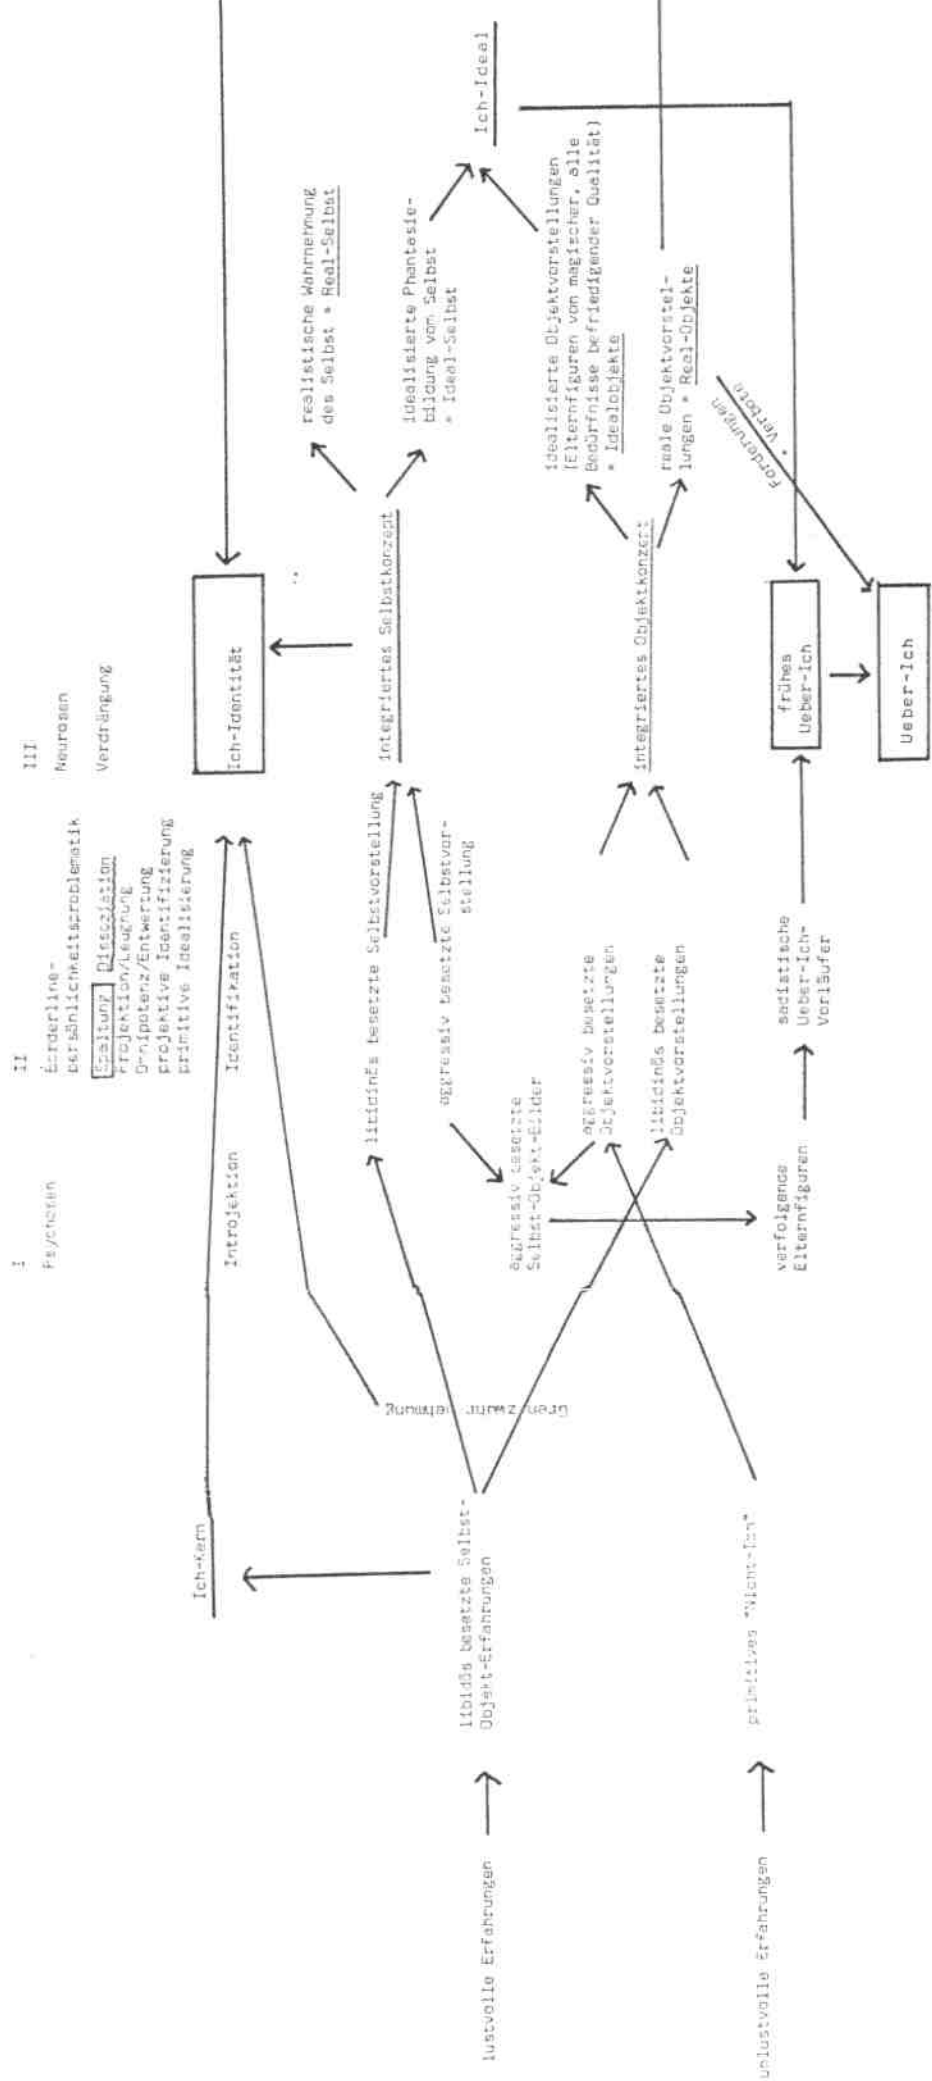 I
Psychosen
II
Borderline-
persönlichkeitsproblematik
Spaltung Dissoziation
Projektion/Leugnung
Omnipotenz/Entwertung
projektive Identifizierung
primitive Idealisierung
III
Neurosen
Verdrängung
Ich-Kern
Introjektion
Identifikation
Ich-Identität
realistische Wahrnehmung
des Selbst = Real-Selbst
libidinös besetzte Selbstvorstellung
aggressiv besetzte Selbstvor-
stellung
integriertes Selbstkonzept
idealisierte Phantasie-
bildung vom Selbst
= Ideal-Selbst
Ich-Ideal
Grenzwahrnehmung
lustvolle Erfahrungen
libidös besetzte Selbst-
Objekt-Erfahrungen
aggressiv besetzte
Selbst-Objekt-Bilder
aggressiv besetzte
Objektvorstellungen
libidinös besetzte
Objektvorstellungen
integriertes Objektkonzept
idealisierte Objektvorstellungen
(Elternfiguren von magischer, alle
Bedürfnisse befriedigender Qualität)
= Idealobjekte
reale Objektvorstel-
lungen = Real-Objekte
Forderungen
Verbote
unlustvolle Erfahrungen
primitives "Nicht-Ich"
verfolgende
Elternfiguren
sadistische
Ueber-Ich-
Vorläufer
frühes
Ueber-Ich
Ueber-Ich